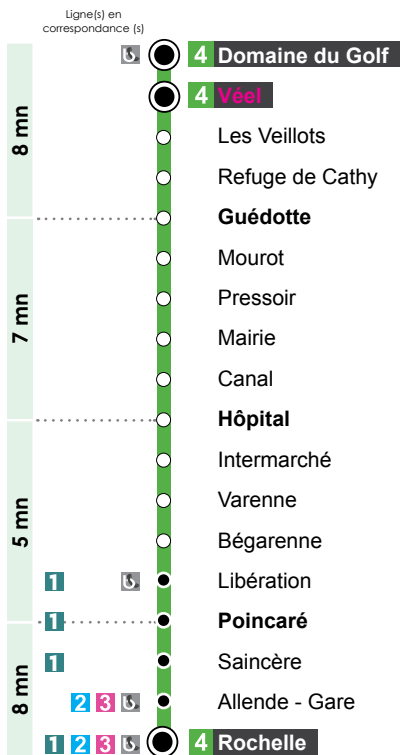 Ligne(s) en
correspondance (s)
4 Domaine du Golf
4 Véel
8 mn
Les Veillots
Refuge de Cathy
Guédotte
Mourot
Pressoir
7 mn
Mairie
Canal
Hôpital
Intermarché
Varenne
5 mn
Bégarenne
1 Libération
1 Poincaré
1 Saincère
8 mn
2 3 Allende - Gare
1 2 3 4 Rochelle